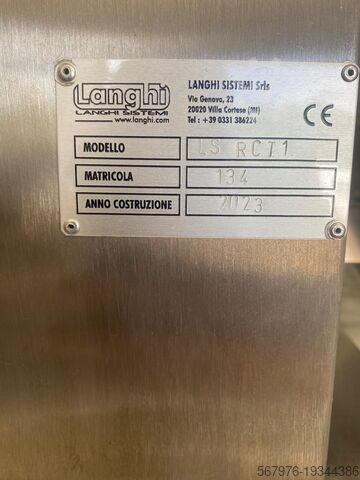 Langhi
LANGHI SISTEMI
www.langhi.com
LANGHI SISTEMI Srls
Via Genova, 23
20020 Villa Cortese (MI)
Tel : +39 0331 386224
CE
MODELLO LS RCT1
MATRICOLA 134
ANNO COSTRUZIONE 2023
567976-19344386